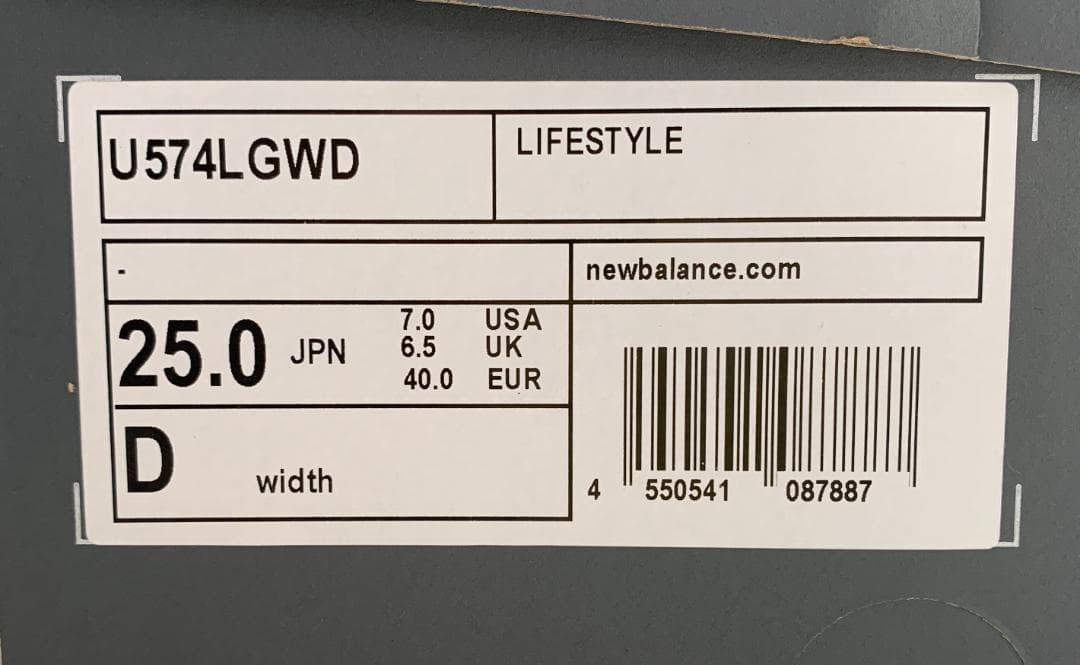 U574LGWD
LIFESTYLE
-
newbalance.com
25.0 JPN
7.0 USA
6.5 UK
40.0 EUR
D width
4 550541 087887